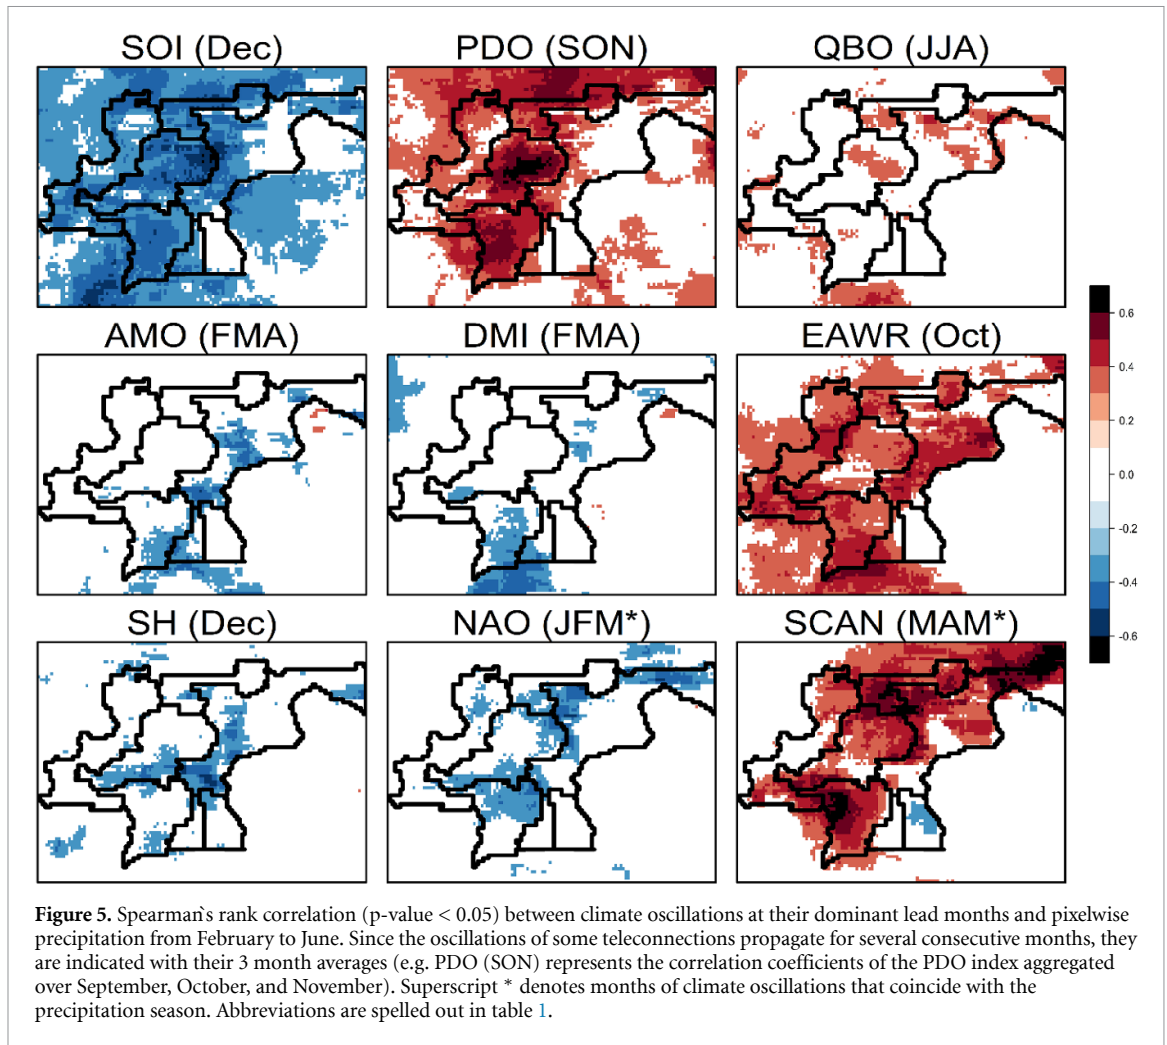 SOI (Dec)
PDO (SON)
QBO (JJA)
AMO (FMA)
DMI (FMA)
EAWR (Oct)
SH (Dec)
NAO (JFM*)
SCAN (MAM*)
0.6
0.4
0.2
0.0
-0.2
-0.4
-0.6
Figure 5. Spearman`s rank correlation (p-value < 0.05) between climate oscillations at their dominant lead months and pixelwise
precipitation from February to June. Since the oscillations of some teleconnections propagate for several consecutive months, they
are indicated with their 3 month averages (e.g. PDO (SON) represents the correlation coefficients of the PDO index aggregated
over September, October, and November). Superscript * denotes months of climate oscillations that coincide with the
precipitation season. Abbreviations are spelled out in table 1.